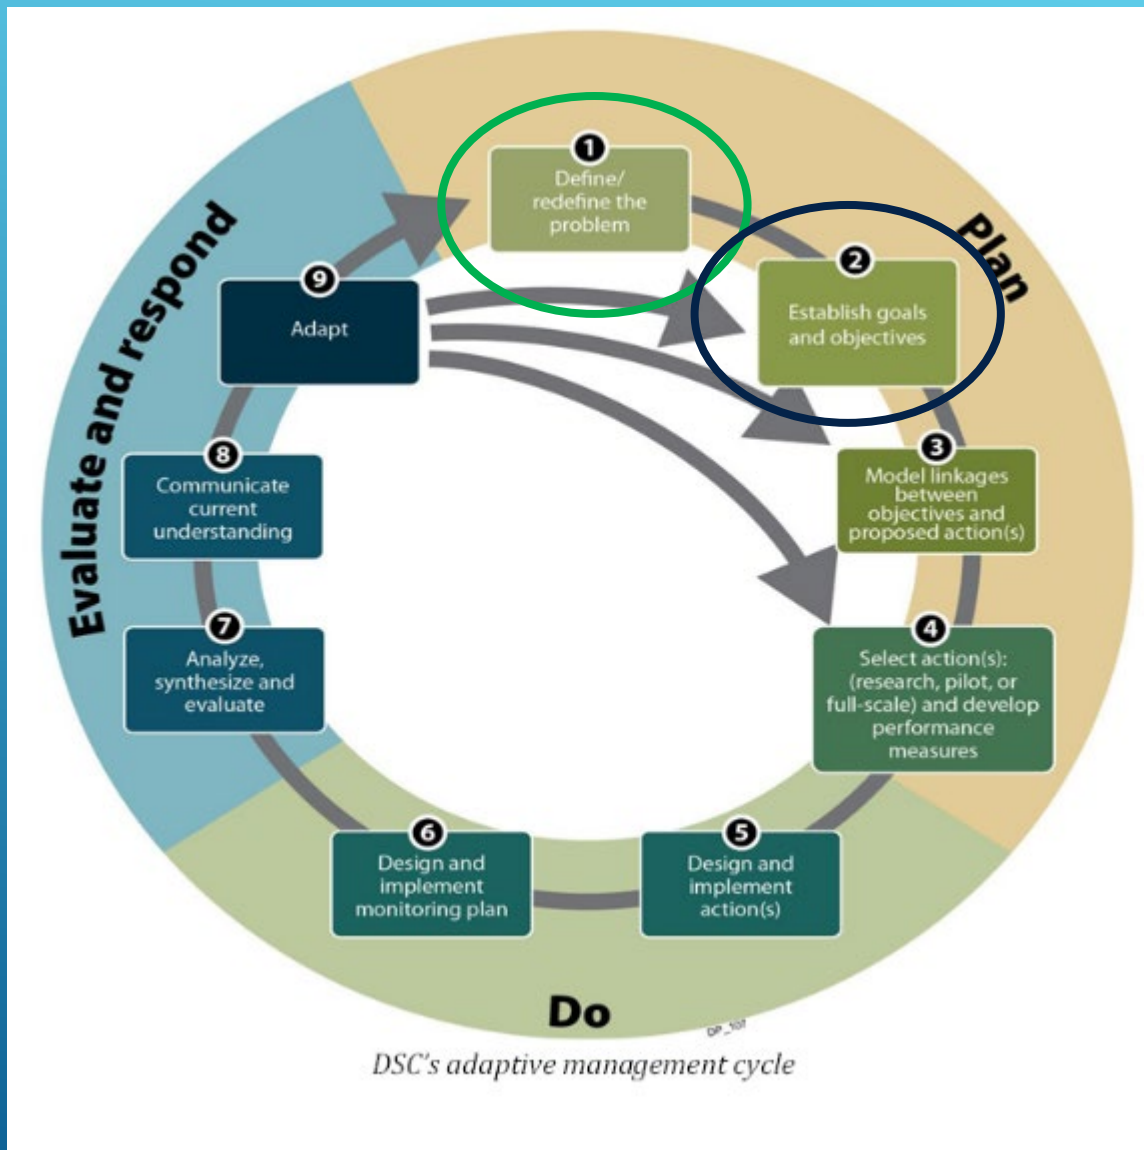 Plan
1
Define/
redefine the
problem
2
Establish goals
and objectives
3
Model linkages
between
objectives and
proposed action(s)
4
Select action(s):
(research, pilot, or
full-scale) and develop
performance
measures
Do
5
Design and
implement
action(s)
6
Design and
implement
monitoring plan
Evaluate and respond
7
Analyze,
synthesize and
evaluate
8
Communicate
current
understanding
9
Adapt
DP_107
DSC's adaptive management cycle